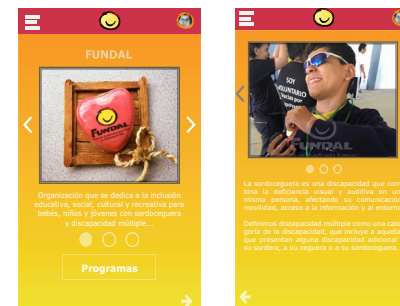 FUNDAL
FUNDAL
Organización que se dedica a la inclusión
educativa, social, cultural y recreativa para
bebés, niños y jóvenes con sordoceguera
y discapacidad múltiple...
Programas
SOY
VOLUNTARIO
FUNDAL
La sordoceguera es una discapacidad que com
bina la deficiencia visual y auditiva en un
misma persona, afectando su comunicación
movilidad, acceso a la información y al entorno
Definimos discapacidad múltiple como una cate
goría de la discapacidad, que incluye a aquella
que presentan alguna discapacidad adicional
su sordera, a su ceguera o a su sordoceguera.